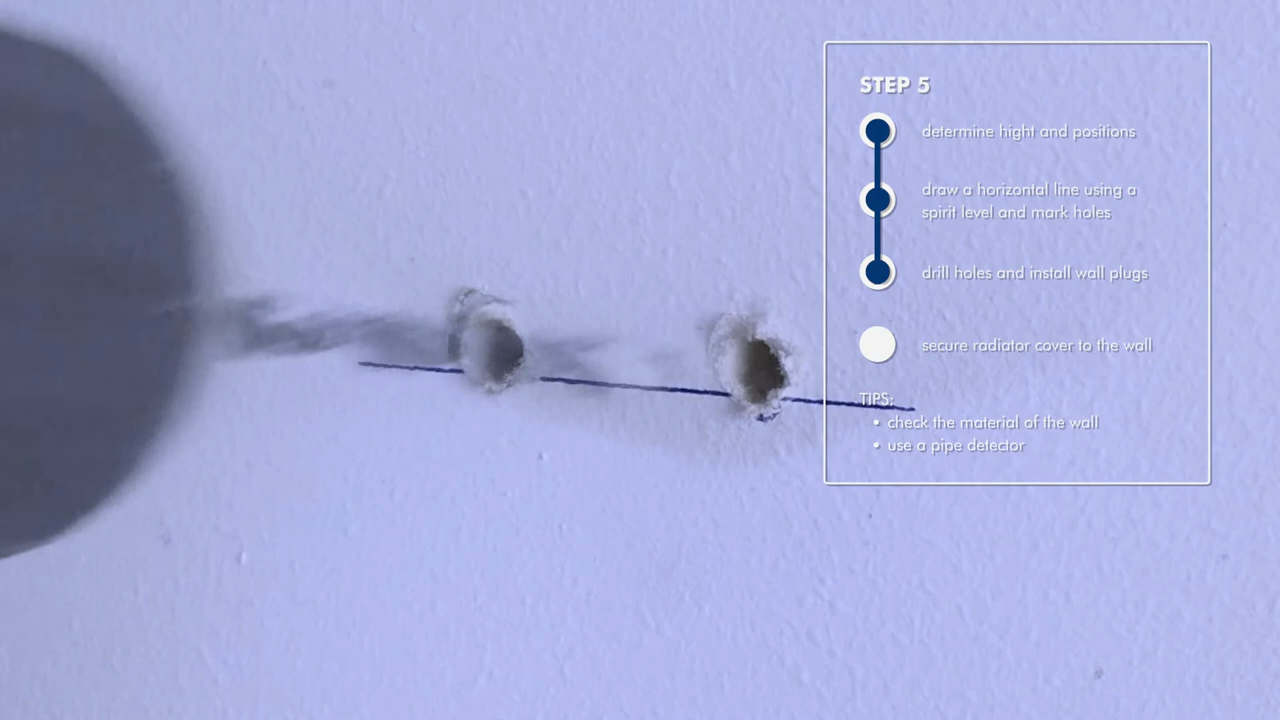 STEP 5
determine hight and positions
draw a horizontal line using a
spirit level and mark holes
drill holes and install wall plugs
secure radiator cover to the wall
TIPS:
• check the material of the wall
• use a pipe detector